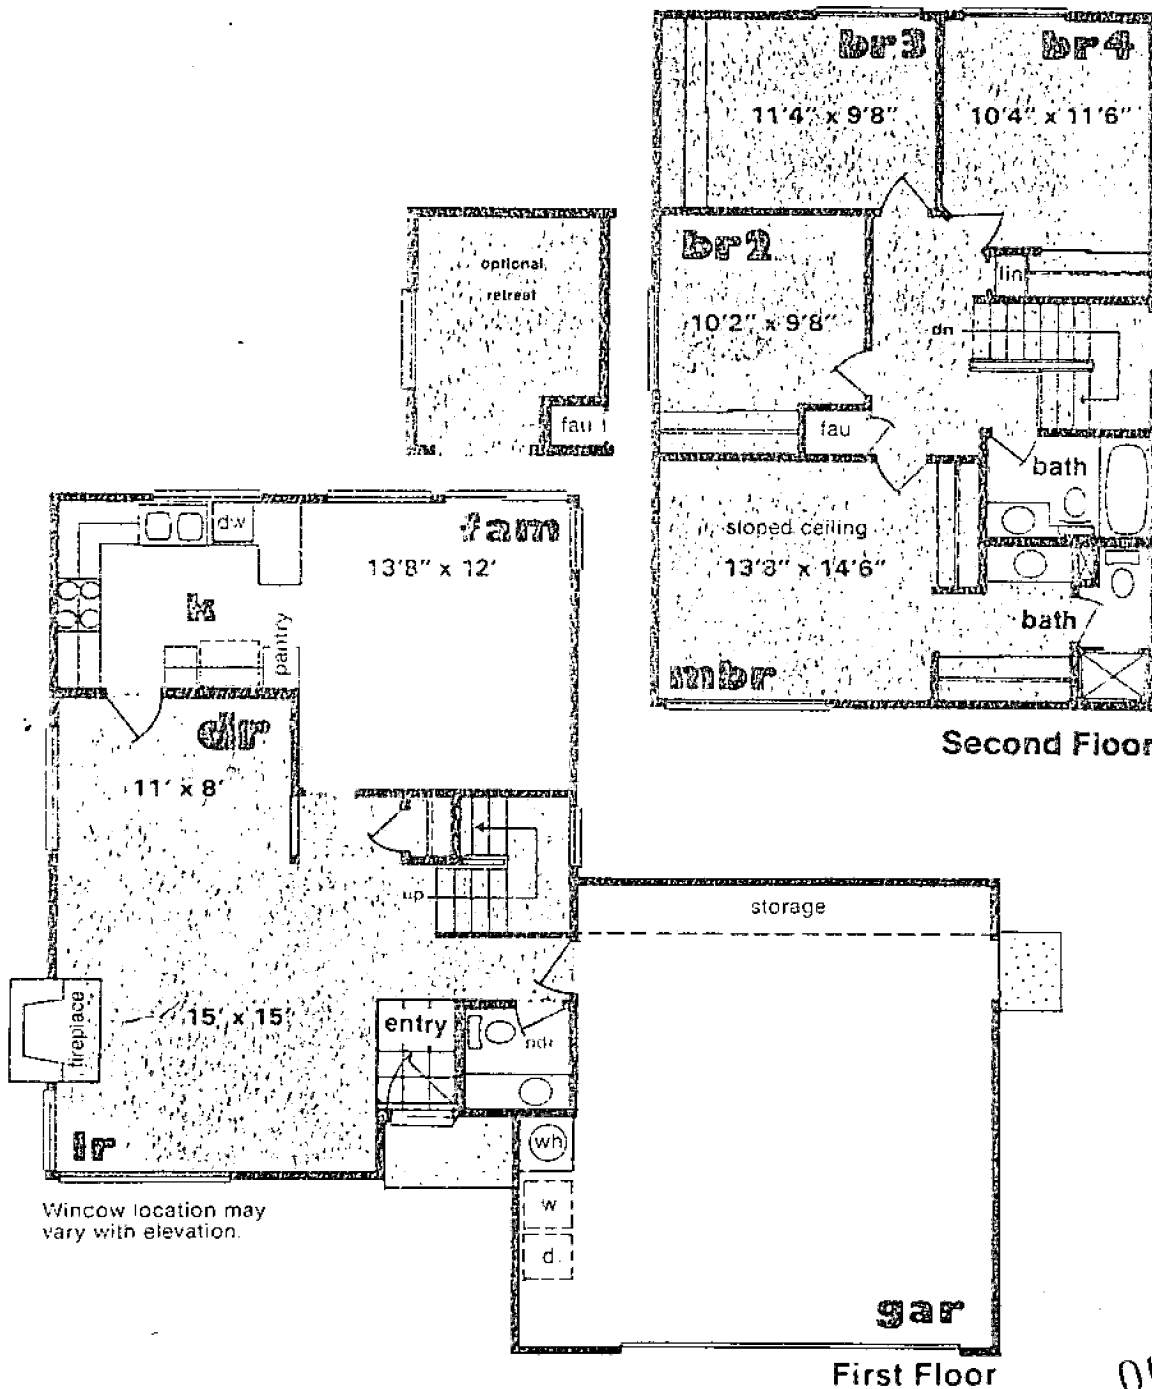 br3
11'4" x 9'8"
br4
10'4" x 11'6"
optional
retreat
fau
br2
10'2" x 9'8"
lin
dn
fau
bath
sloped ceiling
13'8" x 14'6"
bath
mbr
Second Floor
dw
fam
13'8" x 12'
k
pantry
dr
11' x 8'
up
storage
fireplace
15' x 15'
entry
lr
wh
w
d
Wincow location may
vary with elevation.
gar
First Floor